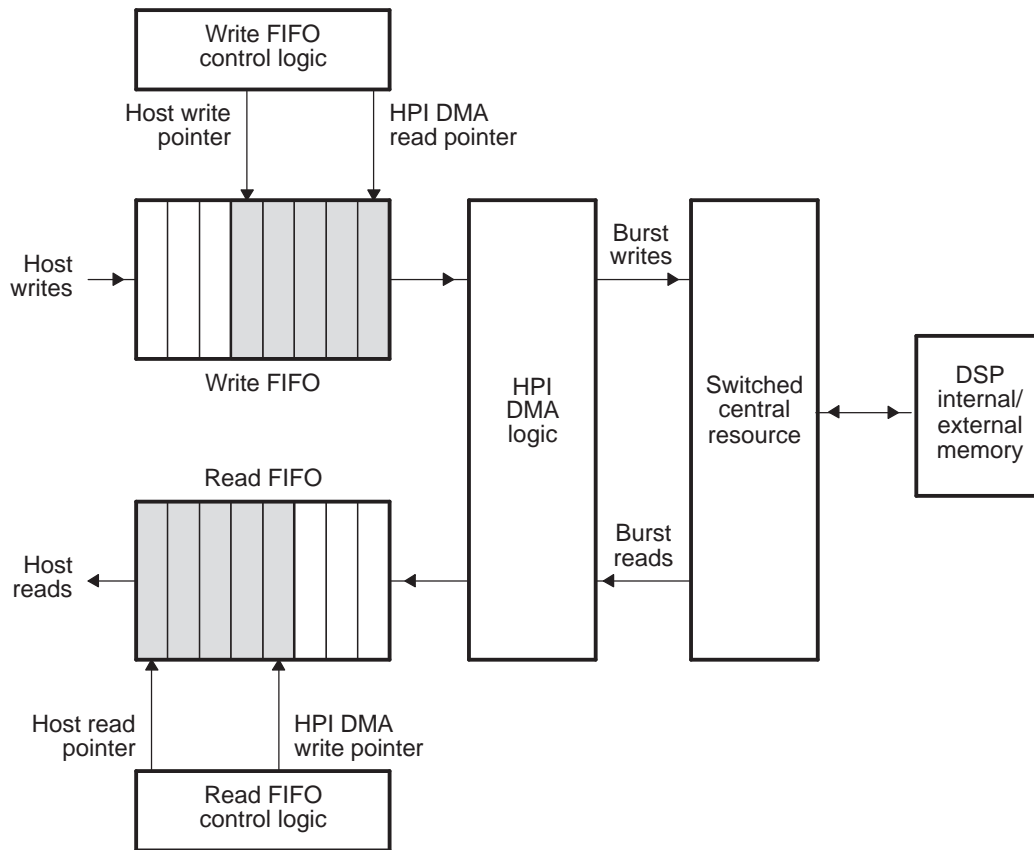 Write FIFO
control logic
Host write
pointer
HPI DMA
read pointer
Host
writes
Burst
writes
Write FIFO
HPI
DMA
logic
Switched
central
resource
DSP
internal/
external
memory
Read FIFO
Host
reads
Burst
reads
Host read
pointer
HPI DMA
write pointer
Read FIFO
control logic